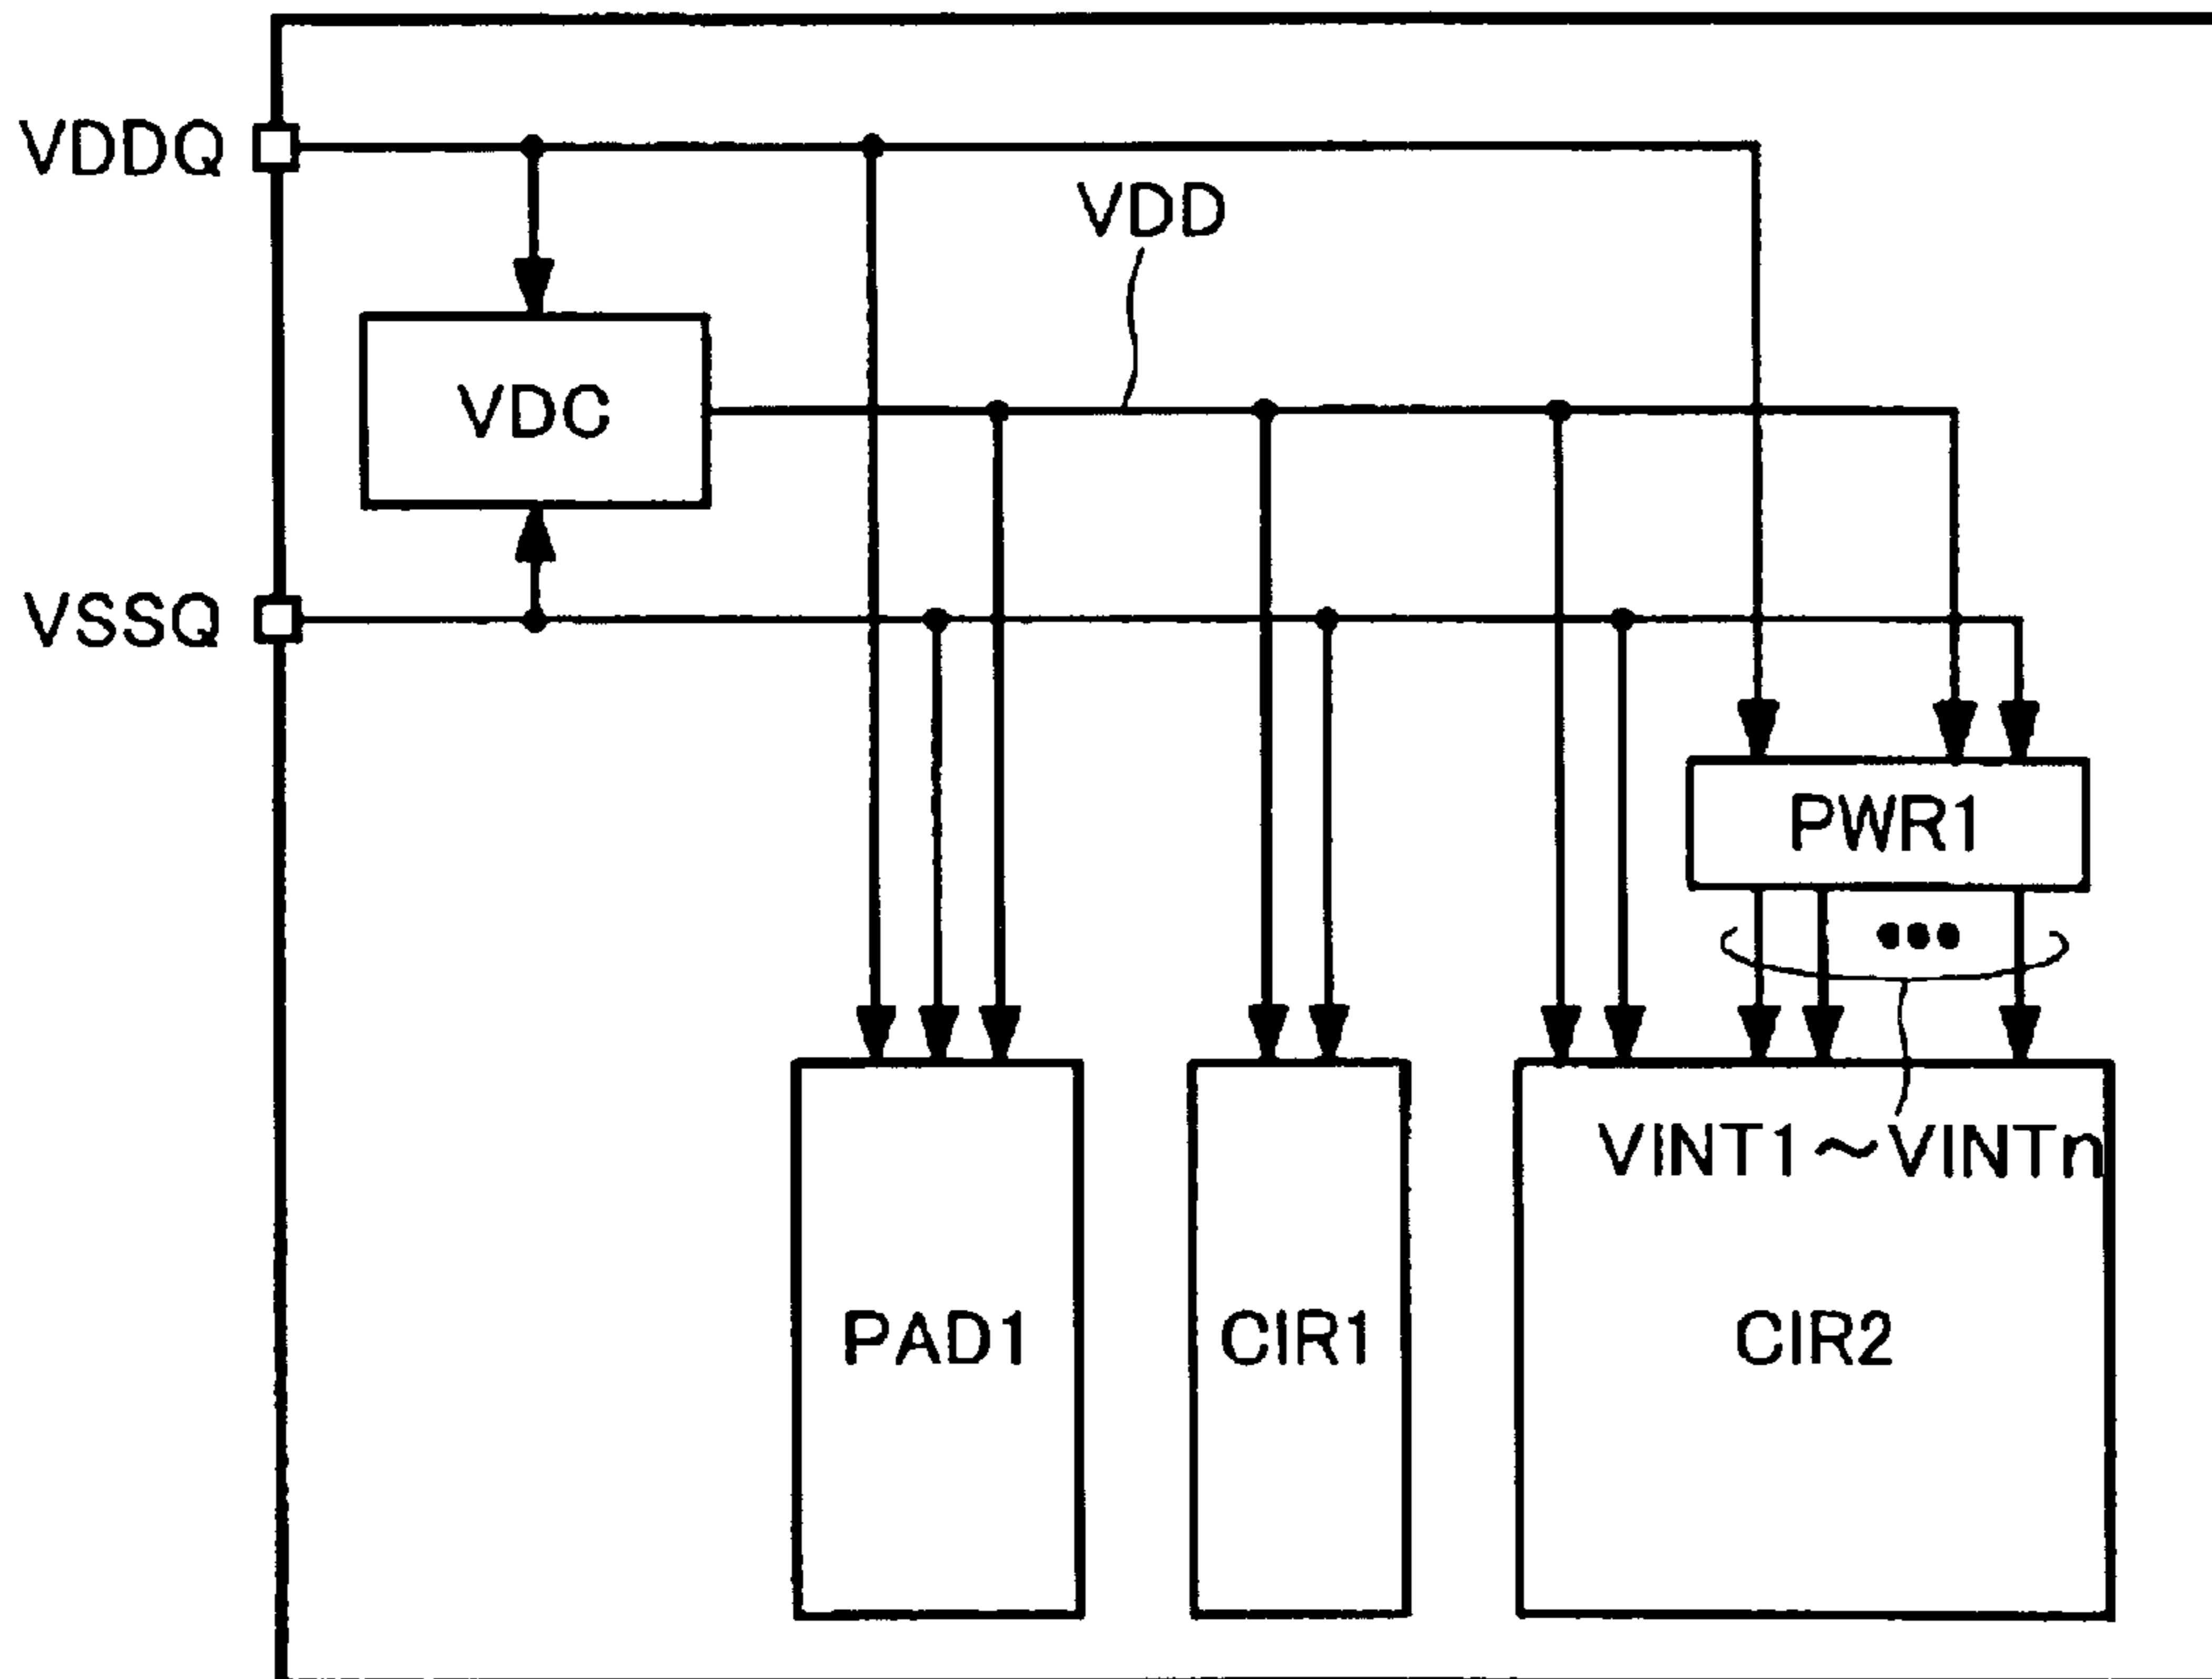 VDDQ
VDD
VDC
VSSQ
PWR1
VINT1～VINTn
PAD1
CIR1
CIR2